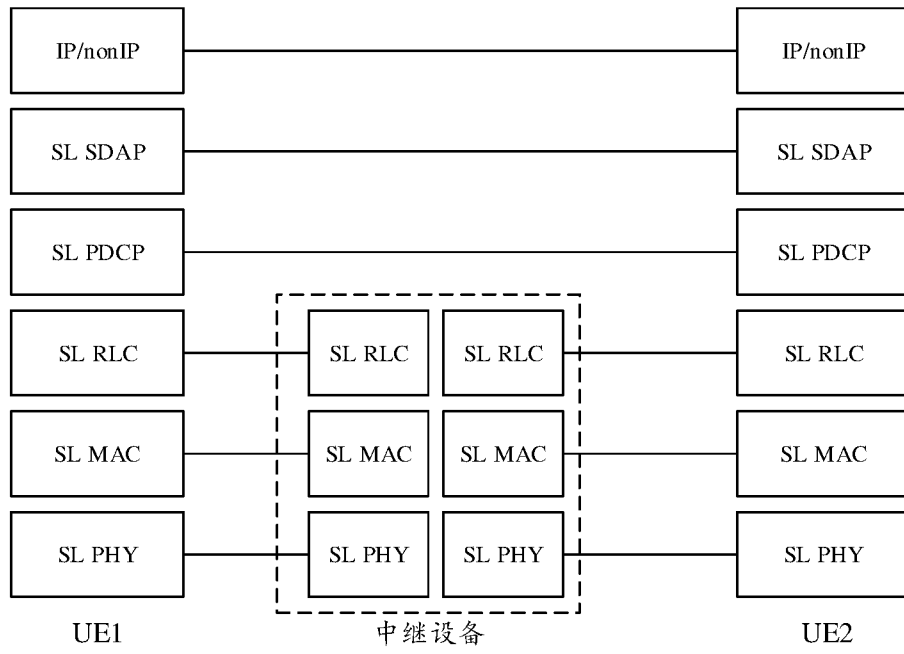 IP/nonIP IP/nonIP
SL SDAP SL SDAP
SL PDCP SL PDCP
SL RLC SL RLC SL RLC SL RLC
SL MAC SL MAC SL MAC SL MAC
SL PHY SL PHY SL PHY SL PHY
UE1 中继设备 UE2